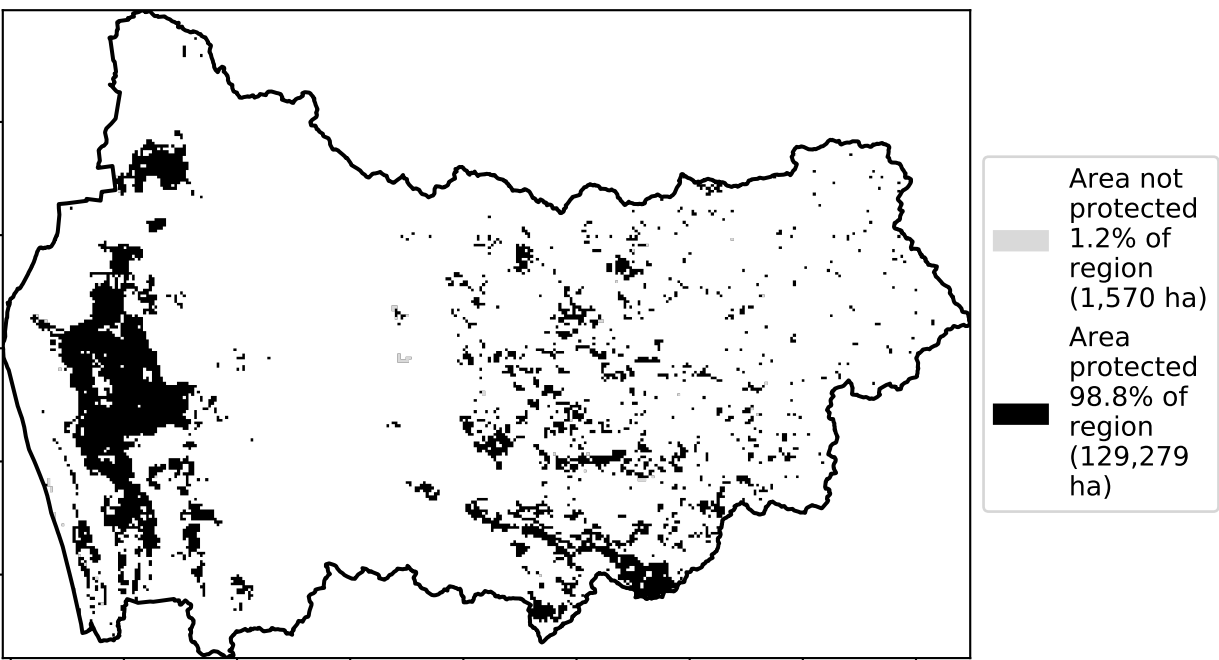 Area not
protected
1.2% of
region
(1,570 ha)
Area
protected
98.8% of
region
(129,279
ha)